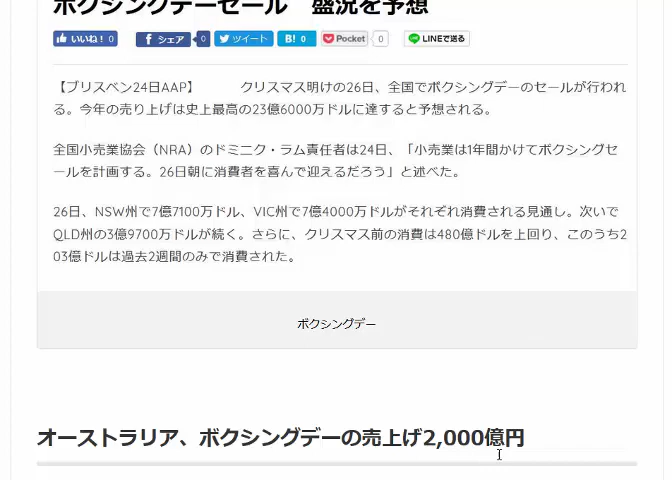 ボクシングデーセール　盛況を予想
いいね！ 0 シェア 0 ツイート B! 0 Pocket 0 LINEで送る
【ブリスベン24日AAP】　　　クリスマス明けの26日、全国でボクシングデーのセールが行われ
る。今年の売り上げは史上最高の23億6000万ドルに達すると予想される。
全国小売業協会（NRA）のドミニク・ラム責任者は24日、「小売業は1年間かけてボクシングセ
ールを計画する。26日朝に消費者を喜んで迎えるだろう」と述べた。
26日、NSW州で7億7100万ドル、VIC州で7億4000万ドルがそれぞれ消費される見通し。次いで
QLD州の3億9700万ドルが続く。さらに、クリスマス前の消費は480億ドルを上回り、このうち2
03億ドルは過去2週間のみで消費された。
ボクシングデー
オーストラリア、ボクシングデーの売上げ2,000億円